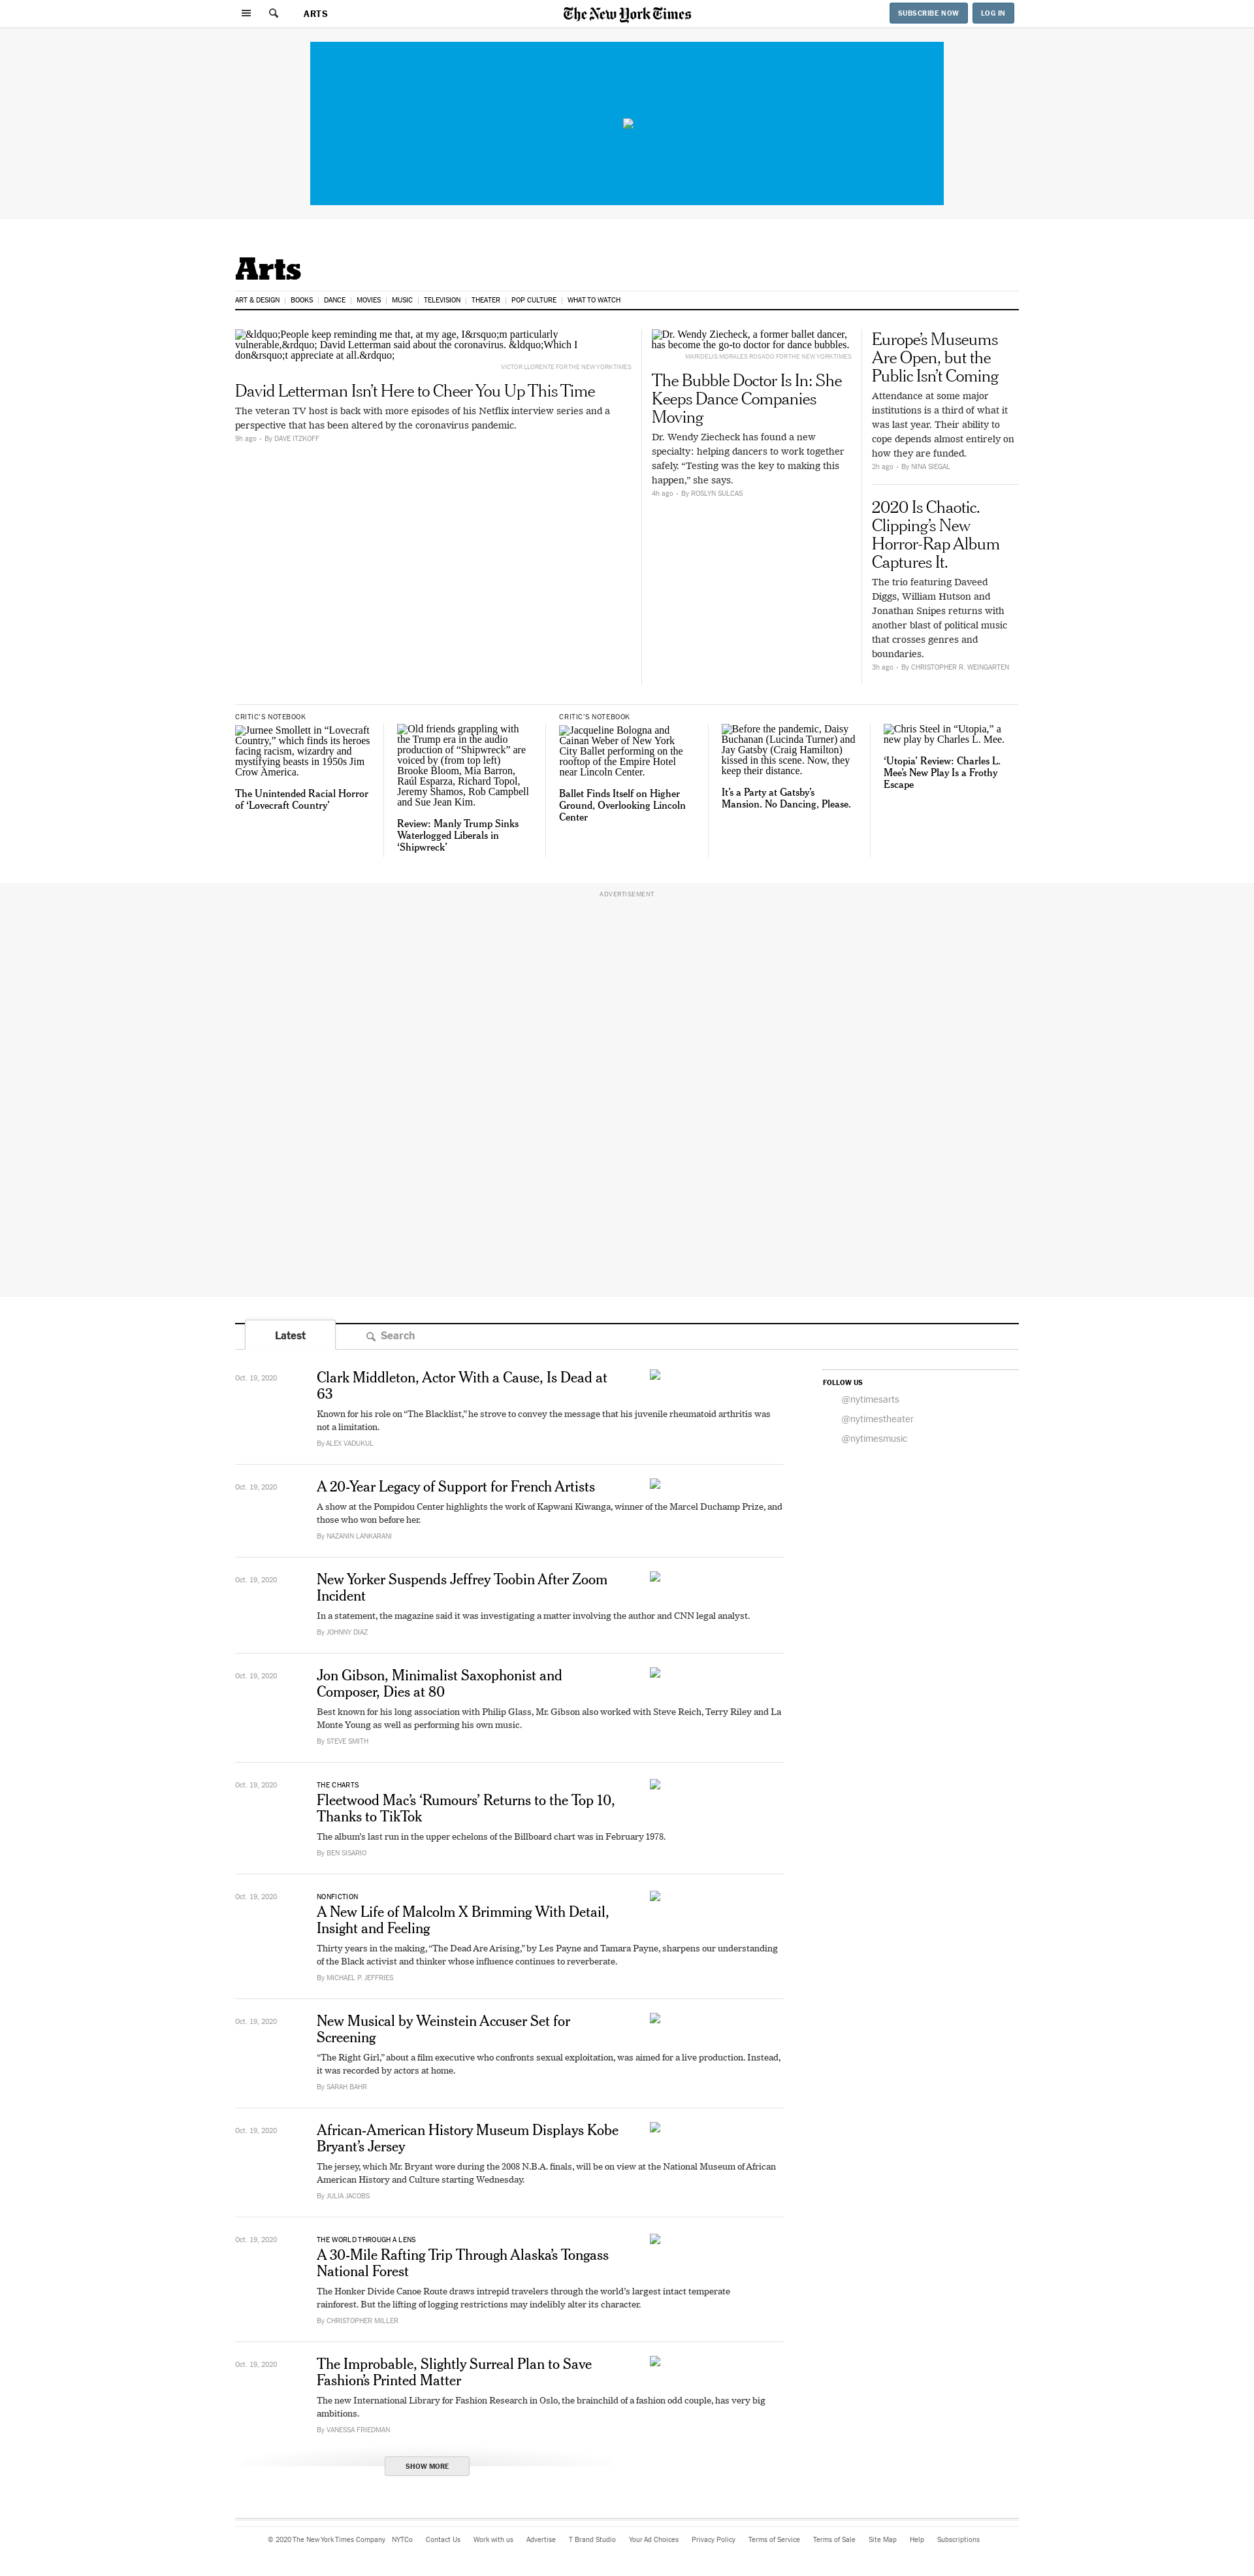 ARTS
The New York Times
SUBSCRIBE NOW
LOG IN
Arts
ART & DESIGN | BOOKS | DANCE | MOVIES | MUSIC | TELEVISION | THEATER | POP CULTURE | WHAT TO WATCH
&ldquo;People keep reminding me that, at my age, I&rsquo;m particularly
vulnerable,&rdquo; David Letterman said about the coronavirus. &ldquo;Which I
don&rsquo;t appreciate at all.&rdquo;
VICTOR LLORENTE FOR THE NEW YORK TIMES
David Letterman Isn’t Here to Cheer You Up This Time
The veteran TV host is back with more episodes of his Netflix interview series and a
perspective that has been altered by the coronavirus pandemic.
9h ago • By DAVE ITZKOFF
Dr. Wendy Ziecheck, a former ballet dancer,
has become the go-to doctor for dance bubbles.
MARIDELIS MORALES ROSADO FOR THE NEW YORK TIMES
The Bubble Doctor Is In: She
Keeps Dance Companies
Moving
Dr. Wendy Ziecheck has found a new
specialty: helping dancers to work together
safely. “Testing was the key to making this
happen,” she says.
4h ago • By ROSLYN SULCAS
Europe’s Museums
Are Open, but the
Public Isn’t Coming
Attendance at some major
institutions is a third of what it
was last year. Their ability to
cope depends almost entirely on
how they are funded.
2h ago • By NINA SIEGAL
2020 Is Chaotic.
Clipping’s New
Horror-Rap Album
Captures It.
The trio featuring Daveed
Diggs, William Hutson and
Jonathan Snipes returns with
another blast of political music
that crosses genres and
boundaries.
3h ago • By CHRISTOPHER R. WEINGARTEN
CRITIC’S NOTEBOOK
Jurnee Smollett in “Lovecraft
Country,” which finds its heroes
facing racism, wizardry and
mystifying beasts in 1950s Jim
Crow America.
The Unintended Racial Horror
of ‘Lovecraft Country’
Old friends grappling with
the Trump era in the audio
production of “Shipwreck” are
voiced by (from top left)
Brooke Bloom, Mia Barron,
Raúl Esparza, Richard Topol,
Jeremy Shamos, Rob Campbell
and Sue Jean Kim.
Review: Manly Trump Sinks
Waterlogged Liberals in
‘Shipwreck’
CRITIC’S NOTEBOOK
Jacqueline Bologna and
Cainan Weber of New York
City Ballet performing on the
rooftop of the Empire Hotel
near Lincoln Center.
Ballet Finds Itself on Higher
Ground, Overlooking Lincoln
Center
Before the pandemic, Daisy
Buchanan (Lucinda Turner) and
Jay Gatsby (Craig Hamilton)
kissed in this scene. Now, they
keep their distance.
It’s a Party at Gatsby’s
Mansion. No Dancing, Please.
Chris Steel in “Utopia,” a
new play by Charles L. Mee.
‘Utopia’ Review: Charles L.
Mee’s New Play Is a Frothy
Escape
ADVERTISEMENT
Latest
Search
Oct. 19, 2020
Clark Middleton, Actor With a Cause, Is Dead at
63
Known for his role on “The Blacklist,” he strove to convey the message that his juvenile rheumatoid arthritis was
not a limitation.
By ALEX VADUKUL
FOLLOW US
@nytimesarts
@nytimestheater
@nytimesmusic
Oct. 19, 2020
A 20-Year Legacy of Support for French Artists
A show at the Pompidou Center highlights the work of Kapwani Kiwanga, winner of the Marcel Duchamp Prize, and
those who won before her.
By NAZANIN LANKARANI
Oct. 19, 2020
New Yorker Suspends Jeffrey Toobin After Zoom
Incident
In a statement, the magazine said it was investigating a matter involving the author and CNN legal analyst.
By JOHNNY DIAZ
Oct. 19, 2020
Jon Gibson, Minimalist Saxophonist and
Composer, Dies at 80
Best known for his long association with Philip Glass, Mr. Gibson also worked with Steve Reich, Terry Riley and La
Monte Young as well as performing his own music.
By STEVE SMITH
Oct. 19, 2020
THE CHARTS
Fleetwood Mac’s ‘Rumours’ Returns to the Top 10,
Thanks to TikTok
The album’s last run in the upper echelons of the Billboard chart was in February 1978.
By BEN SISARIO
Oct. 19, 2020
NONFICTION
A New Life of Malcolm X Brimming With Detail,
Insight and Feeling
Thirty years in the making, “The Dead Are Arising,” by Les Payne and Tamara Payne, sharpens our understanding
of the Black activist and thinker whose influence continues to reverberate.
By MICHAEL P. JEFFRIES
Oct. 19, 2020
New Musical by Weinstein Accuser Set for
Screening
“The Right Girl,” about a film executive who confronts sexual exploitation, was aimed for a live production. Instead,
it was recorded by actors at home.
By SARAH BAHR
Oct. 19, 2020
African-American History Museum Displays Kobe
Bryant’s Jersey
The jersey, which Mr. Bryant wore during the 2008 N.B.A. finals, will be on view at the National Museum of African
American History and Culture starting Wednesday.
By JULIA JACOBS
Oct. 19, 2020
THE WORLD THROUGH A LENS
A 30-Mile Rafting Trip Through Alaska’s Tongass
National Forest
The Honker Divide Canoe Route draws intrepid travelers through the world’s largest intact temperate
rainforest. But the lifting of logging restrictions may indelibly alter its character.
By CHRISTOPHER MILLER
Oct. 19, 2020
The Improbable, Slightly Surreal Plan to Save
Fashion’s Printed Matter
The new International Library for Fashion Research in Oslo, the brainchild of a fashion odd couple, has very big
ambitions.
By VANESSA FRIEDMAN
SHOW MORE
© 2020 The New York Times Company NYTCo Contact Us Work with us Advertise T Brand Studio Your Ad Choices Privacy Policy Terms of Service Terms of Sale Site Map Help Subscriptions